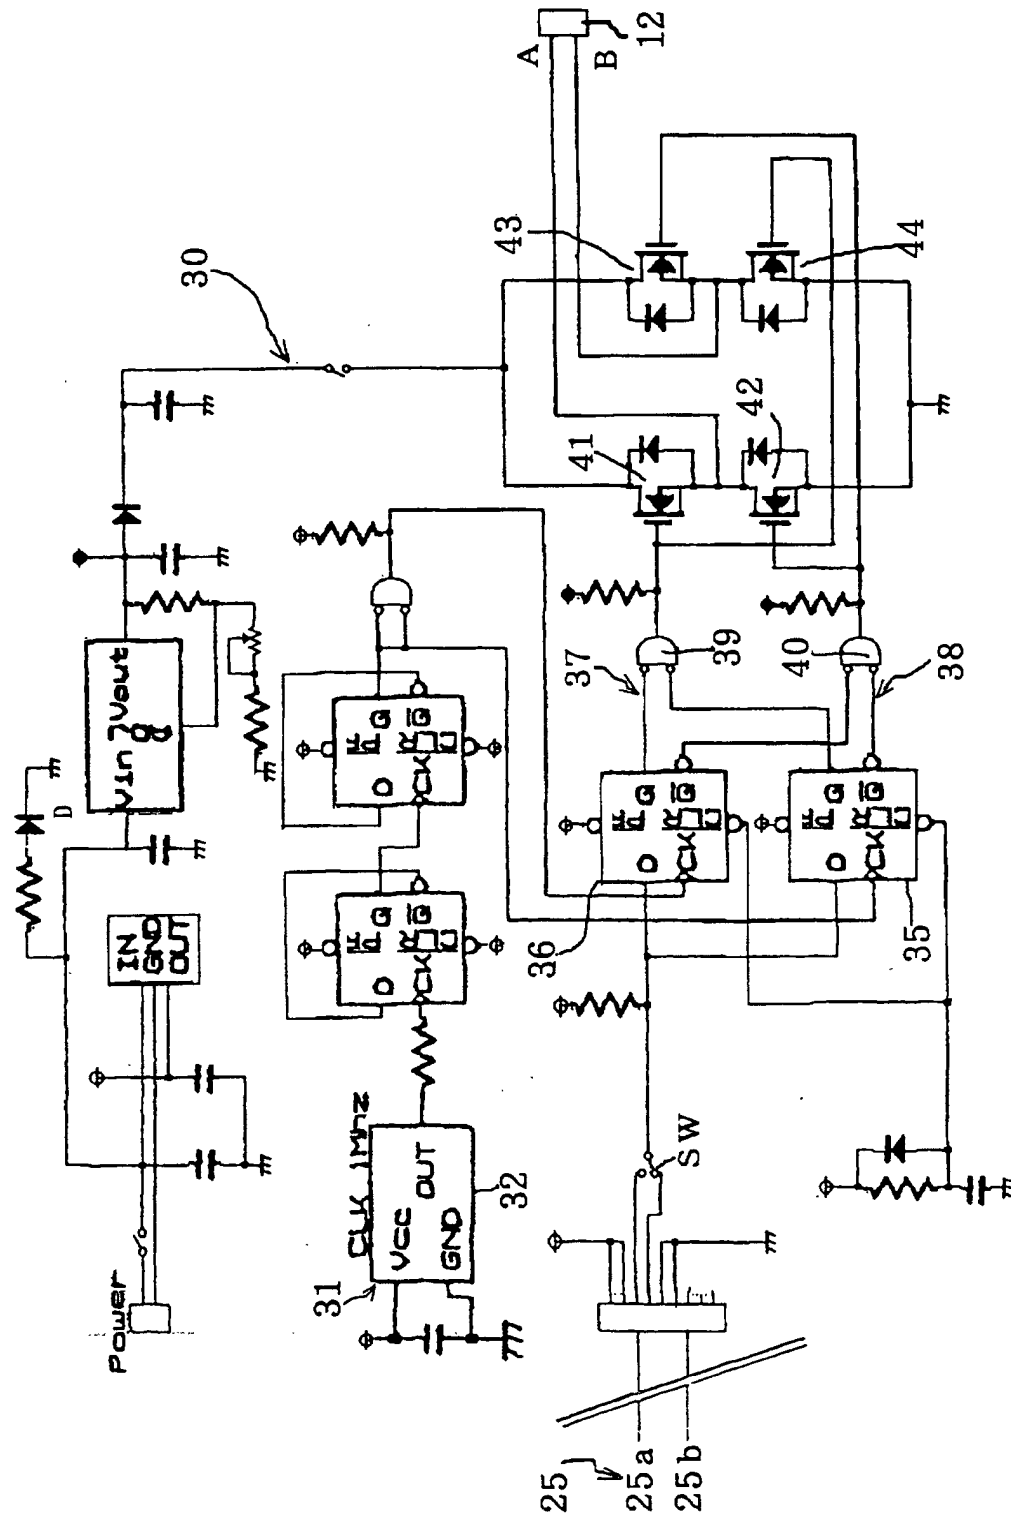 Power
IN
GND
OUT
D
Vin
Vout
30
12
A
B
31
CLK 1MHZ
VCC
OUT
GND
32
D
Q
CK
Q
D
Q
CK
Q
43
44
41
42
37
39
40
38
36
D
Q
CK
Q
35
D
Q
CK
Q
SW
25
25a
25b